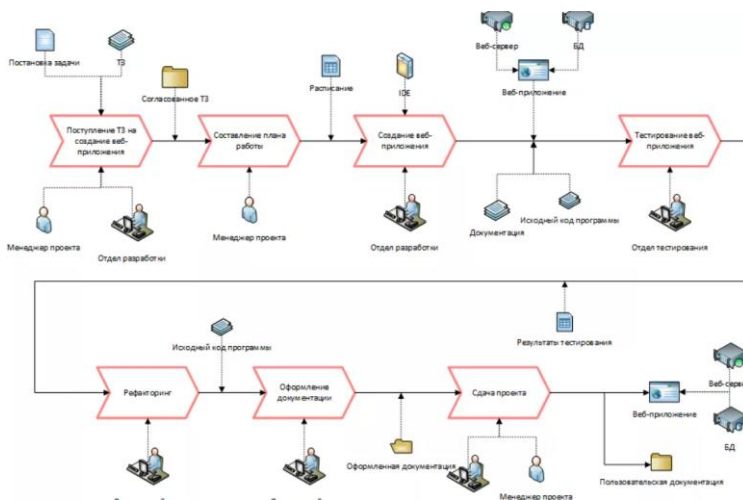 Веб-сервер
БД
Постановка задачи
ТЗ
Согласованное ТЗ
Расписание
IDE
Веб-приложение
Поступление ТЗ на
создание веб-
приложения
Составление плана
работы
Создание веб-
приложения
Тестирование веб-
приложения
Менеджер проекта
Отдел разработки
Менеджер проекта
Отдел разработки
Документация
Исходный код программы
Отдел тестирования
Исходный код программы
Результаты тестирования
Рефакторинг
Оформление
документации
Сдача проекта
Веб-приложение
БД
Оформленная документация
Менеджер проекта
Пользовательская документация